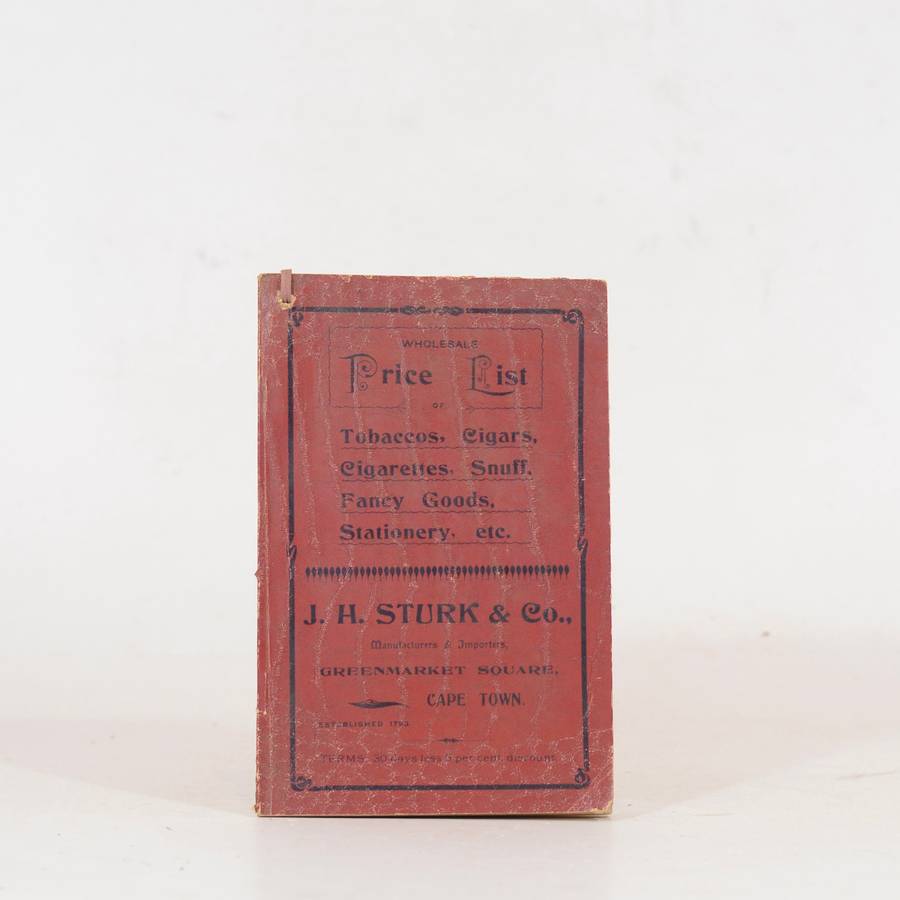 WHOLESALE
Price List
OF
Tobaccos, Cigars,
Cigarettes, Snuff,
Fancy Goods,
Stationery, etc.
J. H. STURK & Co.,
Manufacturers & Importers,
GREENMARKET SQUARE,
CAPE TOWN.
ESTABLISHED 1793.
TERMS: 30 days less 5 per cent. discount